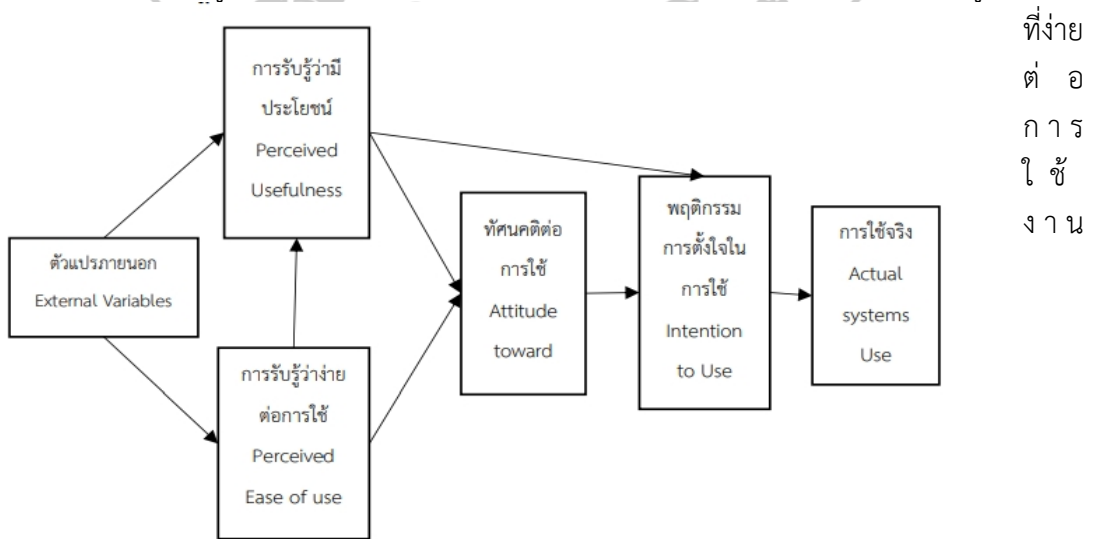 ที่ง่าย
ต่อ
การ
ใช้
งาน
การรับรู้ว่ามี
ประโยชน์
Perceived
Usefulness
ตัวแปรภายนอก
External Variables
การรับรู้ว่าง่าย
ต่อการใช้
Perceived
Ease of use
ทัศนคติต่อ
การใช้
Attitude
toward
พฤติกรรม
การตั้งใจใน
การใช้
Intention
to Use
การใช้จริง
Actual
systems
Use